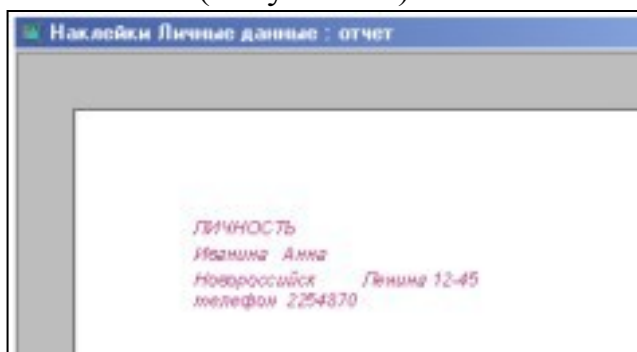 Наклейки Личные данные : отчет
ЛИЧНОСТЬ
Иванина Анна
Новороссийск Ленина 12-45
телефон 2254870